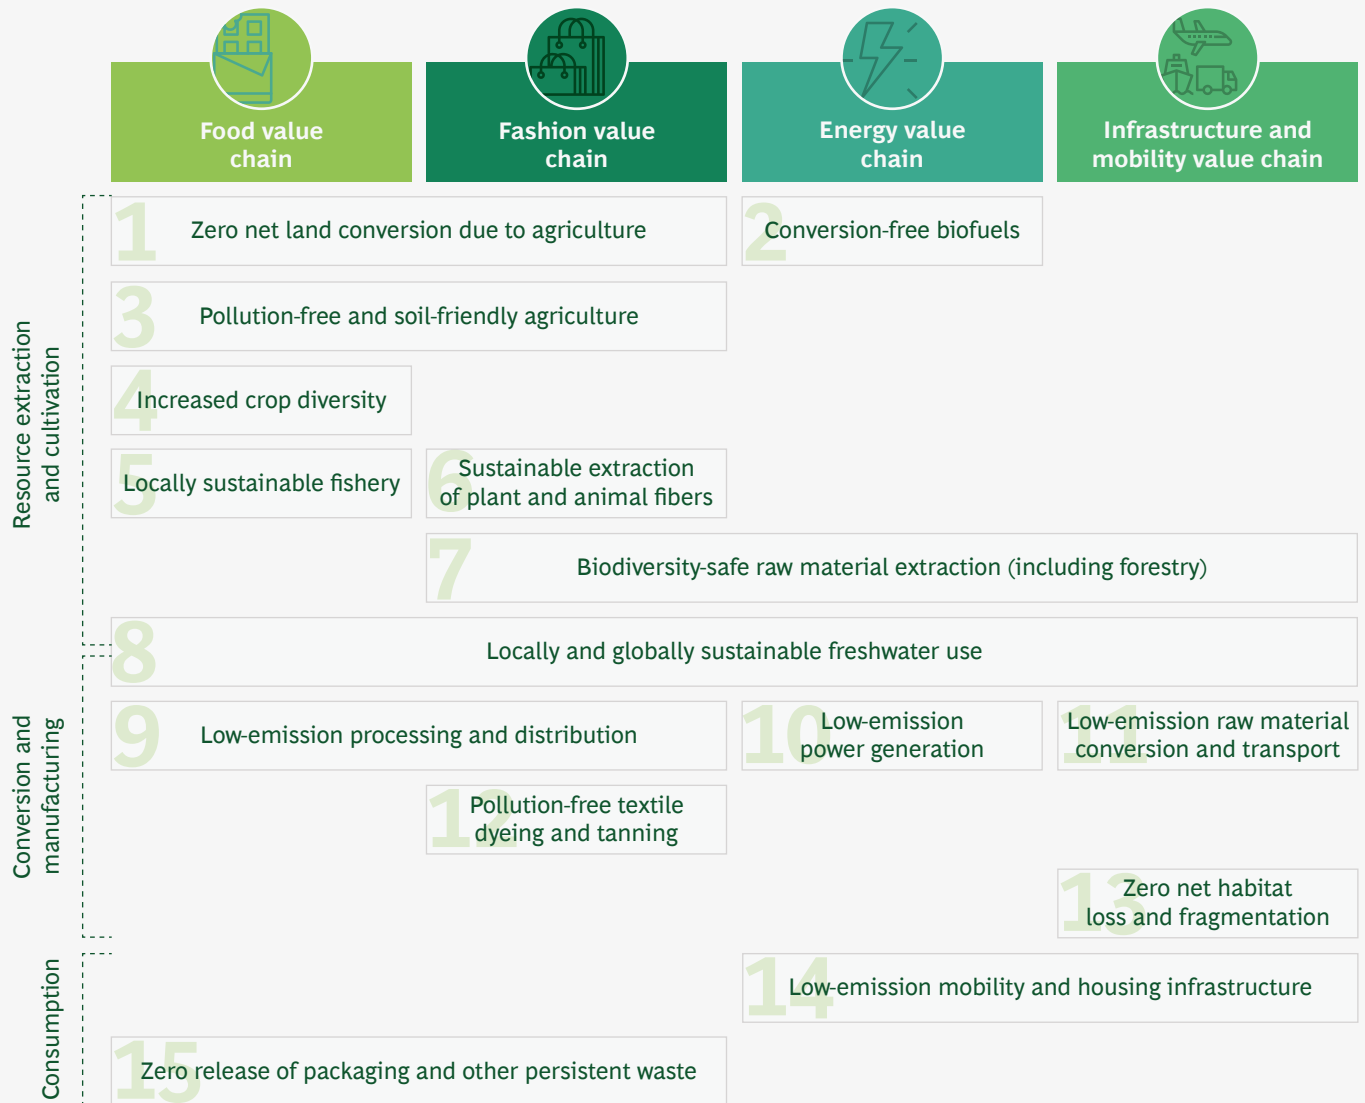 Food value
chain
Fashion value
chain
Energy value
chain
Infrastructure and
mobility value chain
Resource extraction
and cultivation
1 Zero net land conversion due to agriculture
2 Conversion-free biofuels
3 Pollution-free and soil-friendly agriculture
4 Increased crop diversity
5 Locally sustainable fishery
6 Sustainable extraction
of plant and animal fibers
7 Biodiversity-safe raw material extraction (including forestry)
8 Locally and globally sustainable freshwater use
Conversion and
manufacturing
9 Low-emission processing and distribution
10 Low-emission
power generation
11 Low-emission raw material
conversion and transport
12 Pollution-free textile
dyeing and tanning
13 Zero net habitat
loss and fragmentation
Consumption
14 Low-emission mobility and housing infrastructure
15 Zero release of packaging and other persistent waste